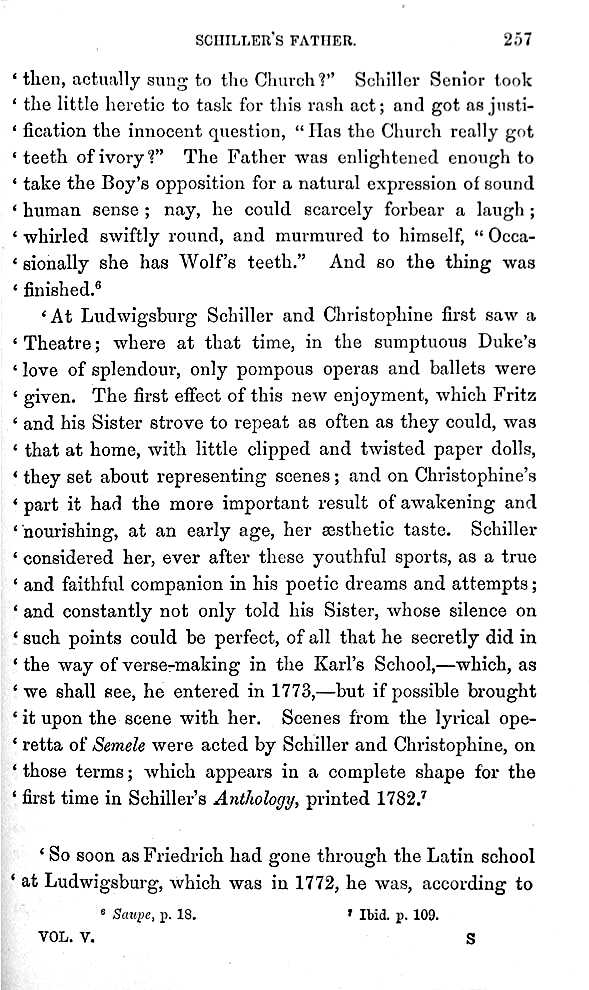 SCHILLER'S FATHER. 257
‘ then, actually sung to the Church?” Schiller Senior took
‘ the little heretic to task for this rash act; and got as justi-
‘ fication the innocent question, “Has the Church really got
‘ teeth of ivory?” The Father was enlightened enough to
‘ take the Boy's opposition for a natural expression of sound
‘ human sense; nay, he could scarcely forbear a laugh;
‘ whirled swiftly round, and murmured to himself, “Occa-
‘ sionally she has Wolf's teeth.” And so the thing was
‘ finished.⁶
‘ At Ludwigsburg Schiller and Christophine first saw a
‘ Theatre; where at that time, in the sumptuous Duke's
‘ love of splendour, only pompous operas and ballets were
‘ given. The first effect of this new enjoyment, which Fritz
‘ and his Sister strove to repeat as often as they could, was
‘ that at home, with little clipped and twisted paper dolls,
‘ they set about representing scenes; and on Christophine's
‘ part it had the more important result of awakening and
‘ nourishing, at an early age, her æsthetic taste. Schiller
‘ considered her, ever after these youthful sports, as a true
‘ and faithful companion in his poetic dreams and attempts;
‘ and constantly not only told his Sister, whose silence on
‘ such points could be perfect, of all that he secretly did in
‘ the way of verse-making in the Karl's School,—which, as
‘ we shall see, he entered in 1773,—but if possible brought
‘ it upon the scene with her. Scenes from the lyrical ope-
‘ retta of Semele were acted by Schiller and Christophine, on
‘ those terms; which appears in a complete shape for the
‘ first time in Schiller's Anthology, printed 1782.⁷
‘ So soon as Friedrich had gone through the Latin school
‘ at Ludwigsburg, which was in 1772, he was, according to
⁶ Saupe, p. 18. ⁷ Ibid. p. 109.
VOL. V. S